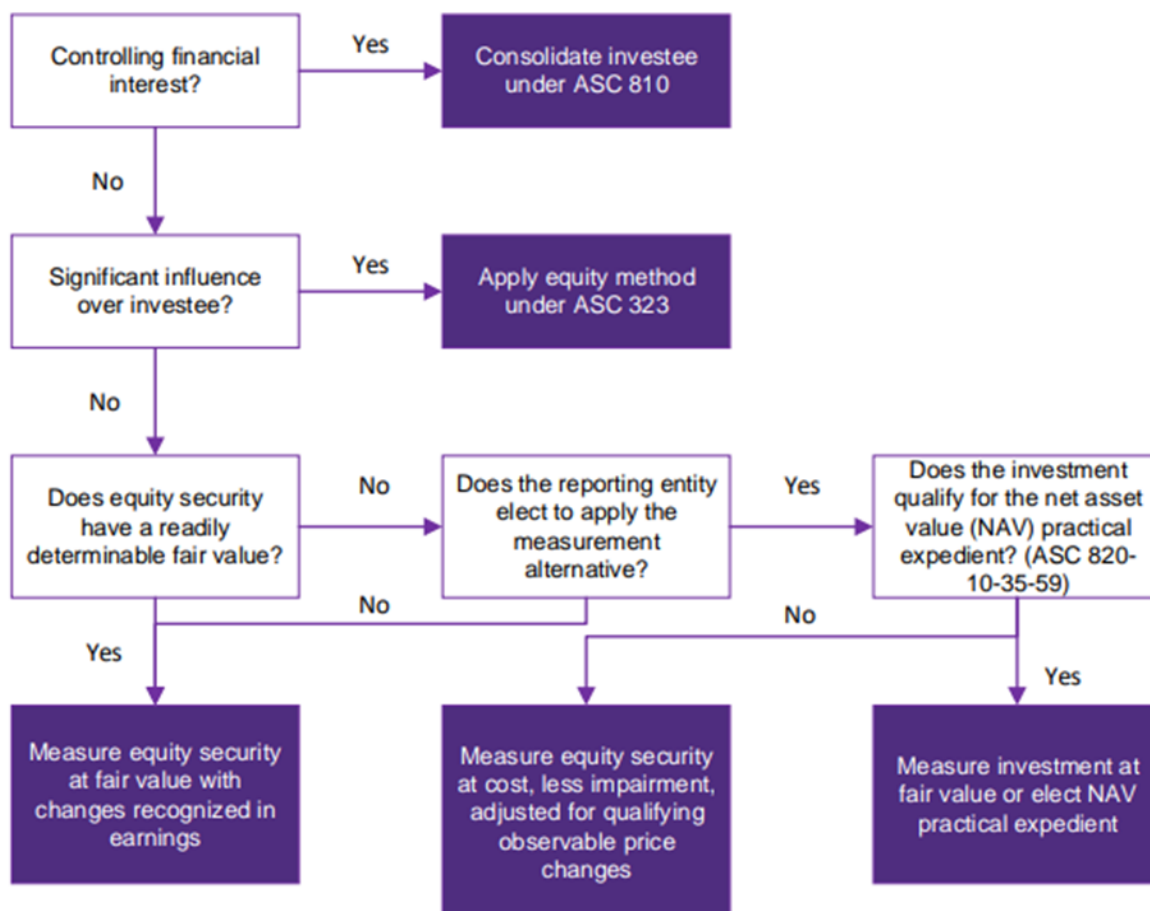 Controlling financial
interest?
Yes
Consolidate investee
under ASC 810
No
Significant influence
over investee?
Yes
Apply equity method
under ASC 323
No
Does equity security
have a readily
determinable fair value?
No
Does the reporting entity
elect to apply the
measurement
alternative?
Yes
Does the investment
qualify for the net asset
value (NAV) practical
expedient? (ASC 820-
10-35-59)
No
No
Yes
Yes
Measure equity security
at fair value with
changes recognized in
earnings
Measure equity security
at cost, less impairment,
adjusted for qualifying
observable price
changes
Measure investment at
fair value or elect NAV
practical expedient